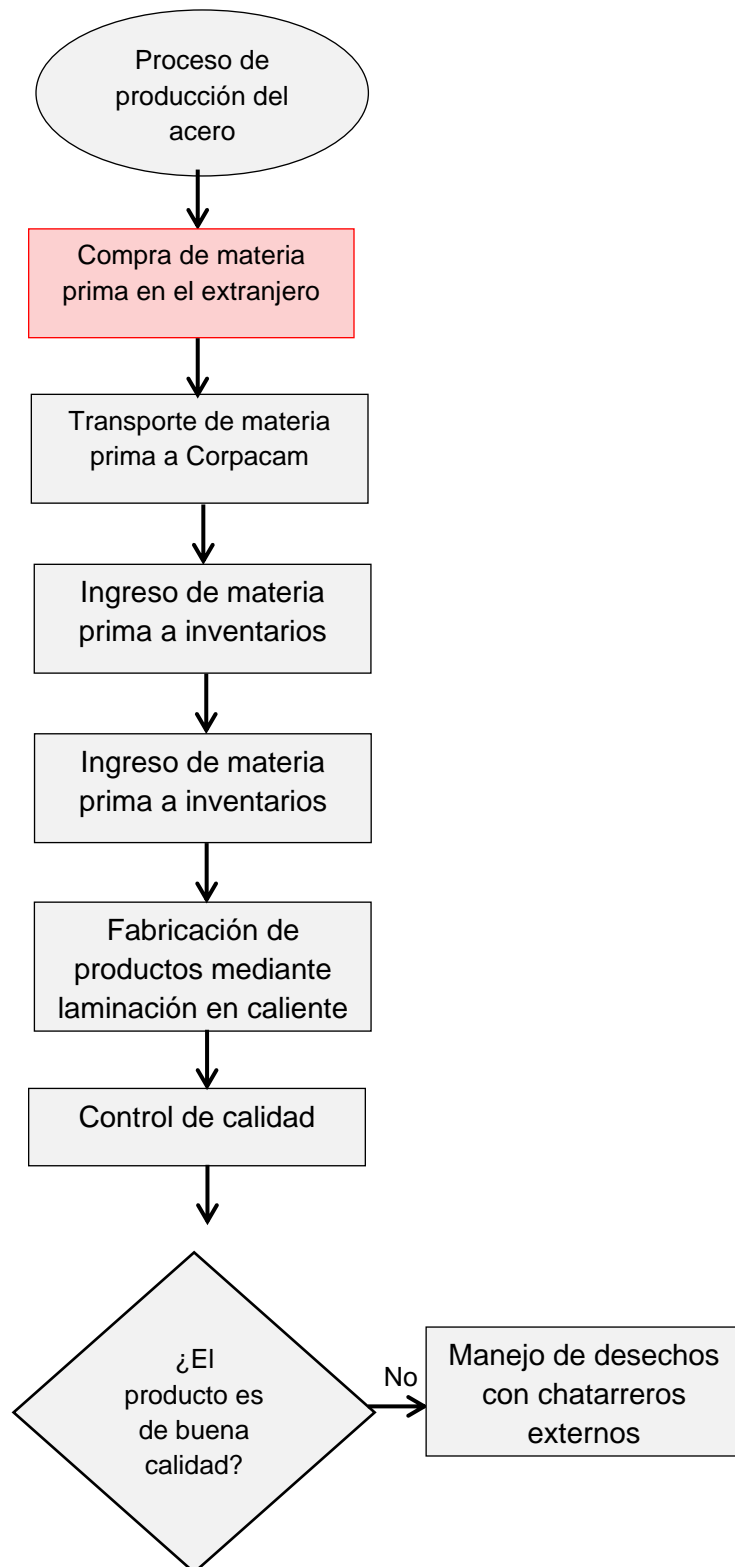 Proceso de
producción del
acero
Compra de materia
prima en el extranjero
Transporte de materia
prima a Corpacam
Ingreso de materia
prima a inventarios
Ingreso de materia
prima a inventarios
Fabricación de
productos mediante
laminación en caliente
Control de calidad
¿El
producto es
de buena
calidad?
No
Manejo de desechos
con chatarreros
externos